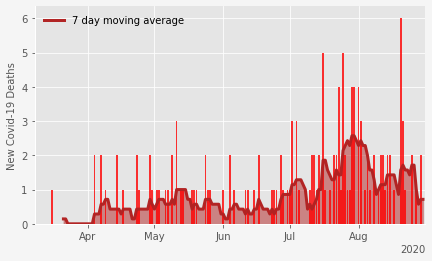 7 day moving average
New Covid-19 Deaths
6
5
4
3
2
1
0
Apr
May
Jun
Jul
Aug
2020